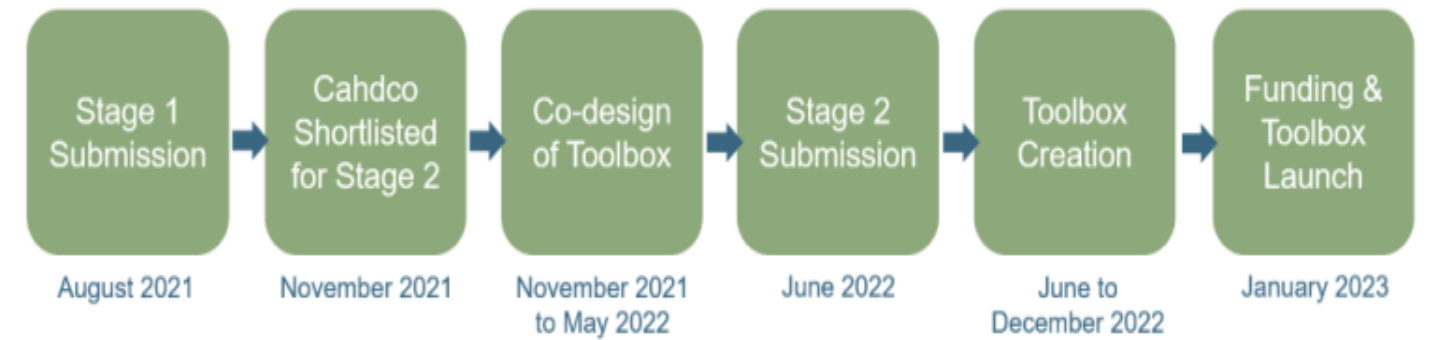 Stage 1
Submission
Cahdco
Shortlisted
for Stage 2
Co-design
of Toolbox
Stage 2
Submission
Toolbox
Creation
Funding &
Toolbox
Launch
August 2021
November 2021
November 2021
to May 2022
June 2022
June to
December 2022
January 2023